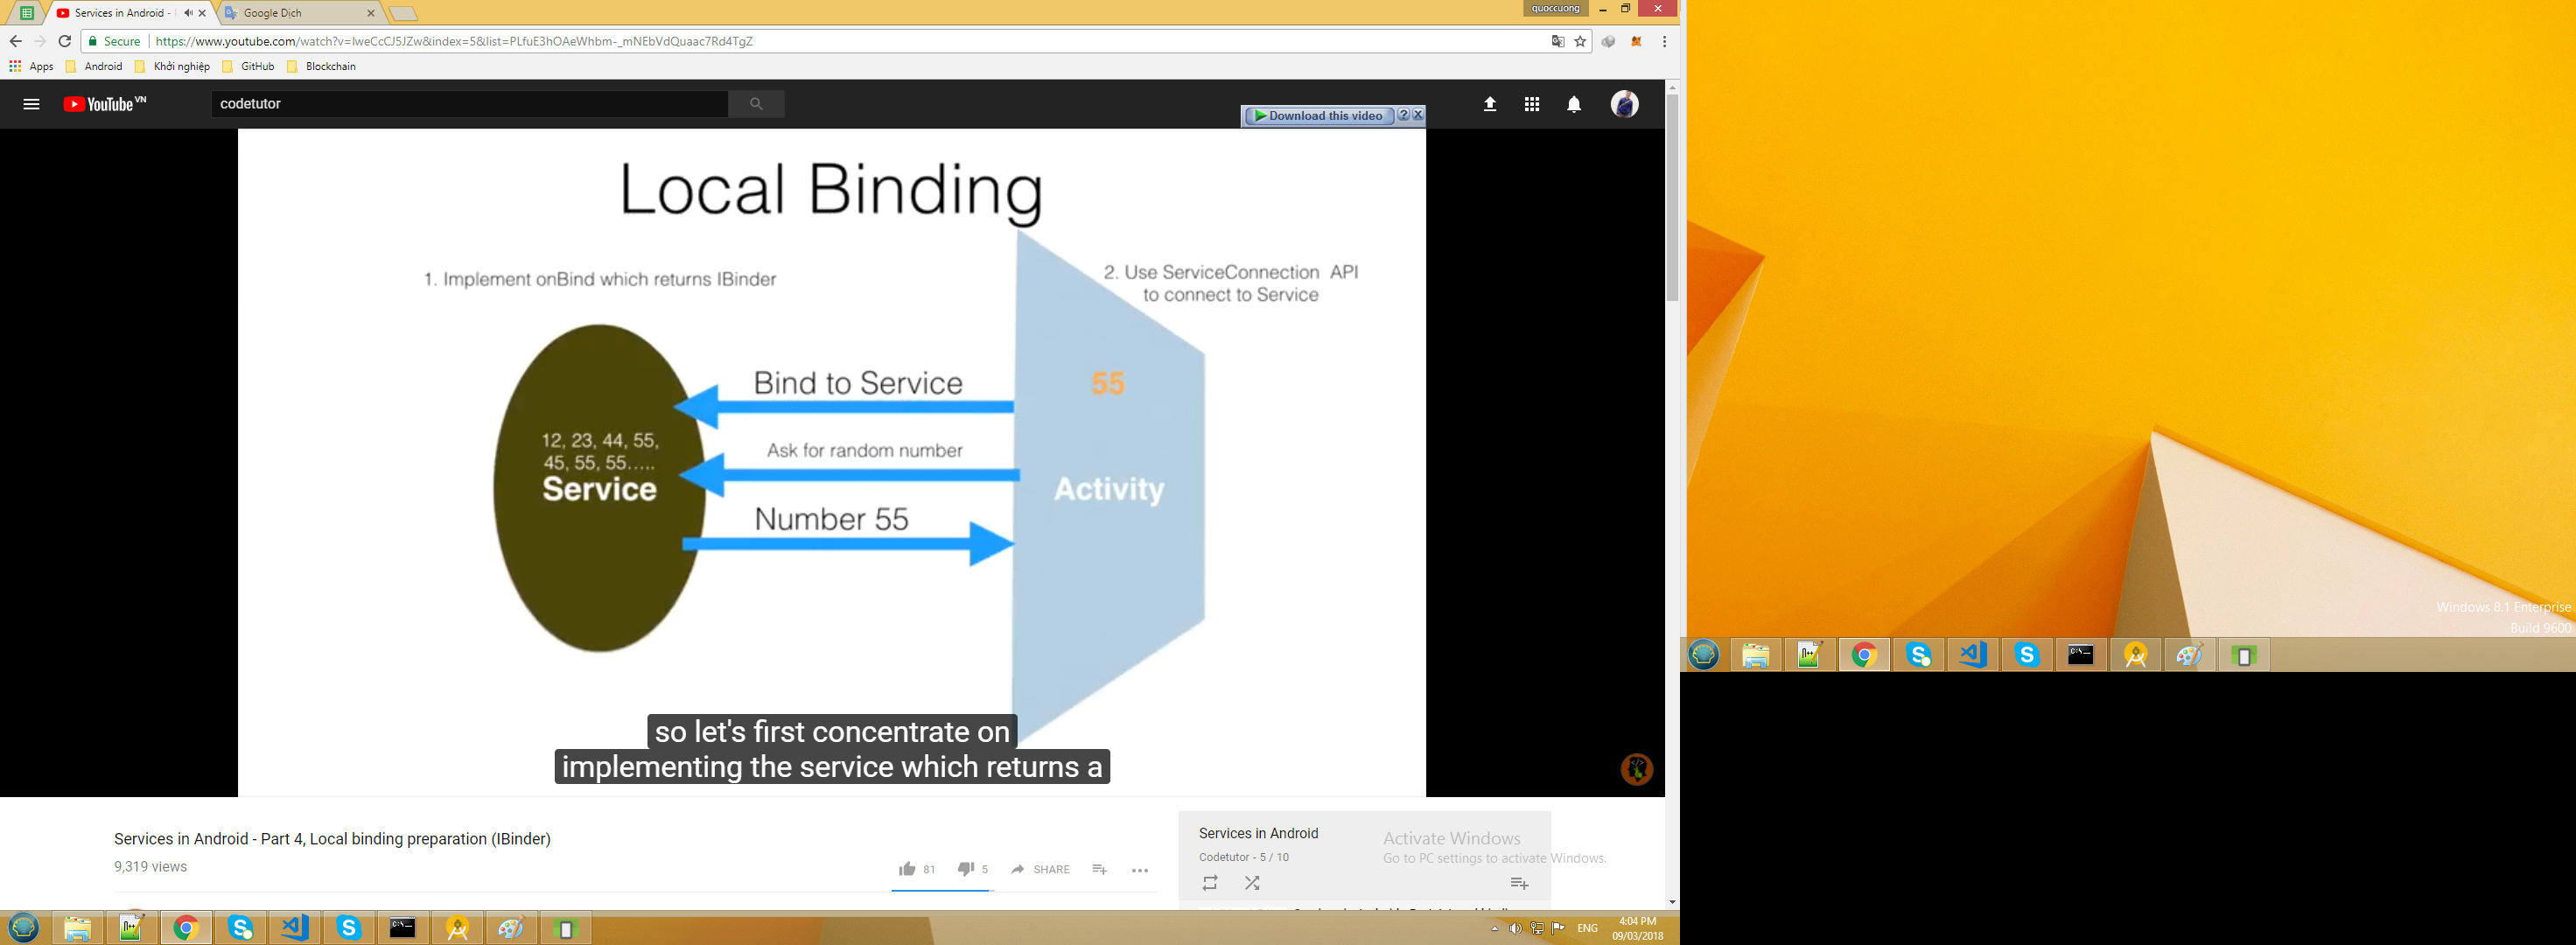 Services in Android -
Google Dịch
quoccuong
Secure
https://www.youtube.com/watch?v=IweCcCJ5JZw&index=5&list=PLfuE3hOAeWhbm-_mNEbVdQuaac7Rd4TgZ
Apps
Android
Khởi nghiệp
GitHub
Blockchain
YouTube VN
codetutor
Download this video
Local Binding
1. Implement onBind which returns IBinder
2. Use ServiceConnection API
to connect to Service
Bind to Service
55
Ask for random number
12, 23, 44, 55,
45, 55, 55.....
Service
Activity
Number 55
so let's first concentrate on
implementing the service which returns a
Services in Android - Part 4, Local binding preparation (IBinder)
9,319 views
81
5
SHARE
Services in Android
Codetutor - 5 / 10
Activate Windows
Go to PC settings to activate Windows.
ENG
4:04 PM
09/03/2018
Windows 8.1 Enterprise
Build 9600